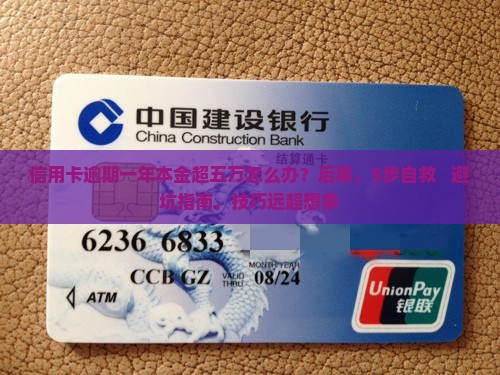 中国建设银行
China Construction Bank
结算通卡
信用卡逾期一年本金超五万怎么办？后果，5步自救 避
坑指南，技巧远超想象
6236 6833
MONTH/YEAR
CCB GZ VALID THRU 08/24
ATM
UnionPay
银联